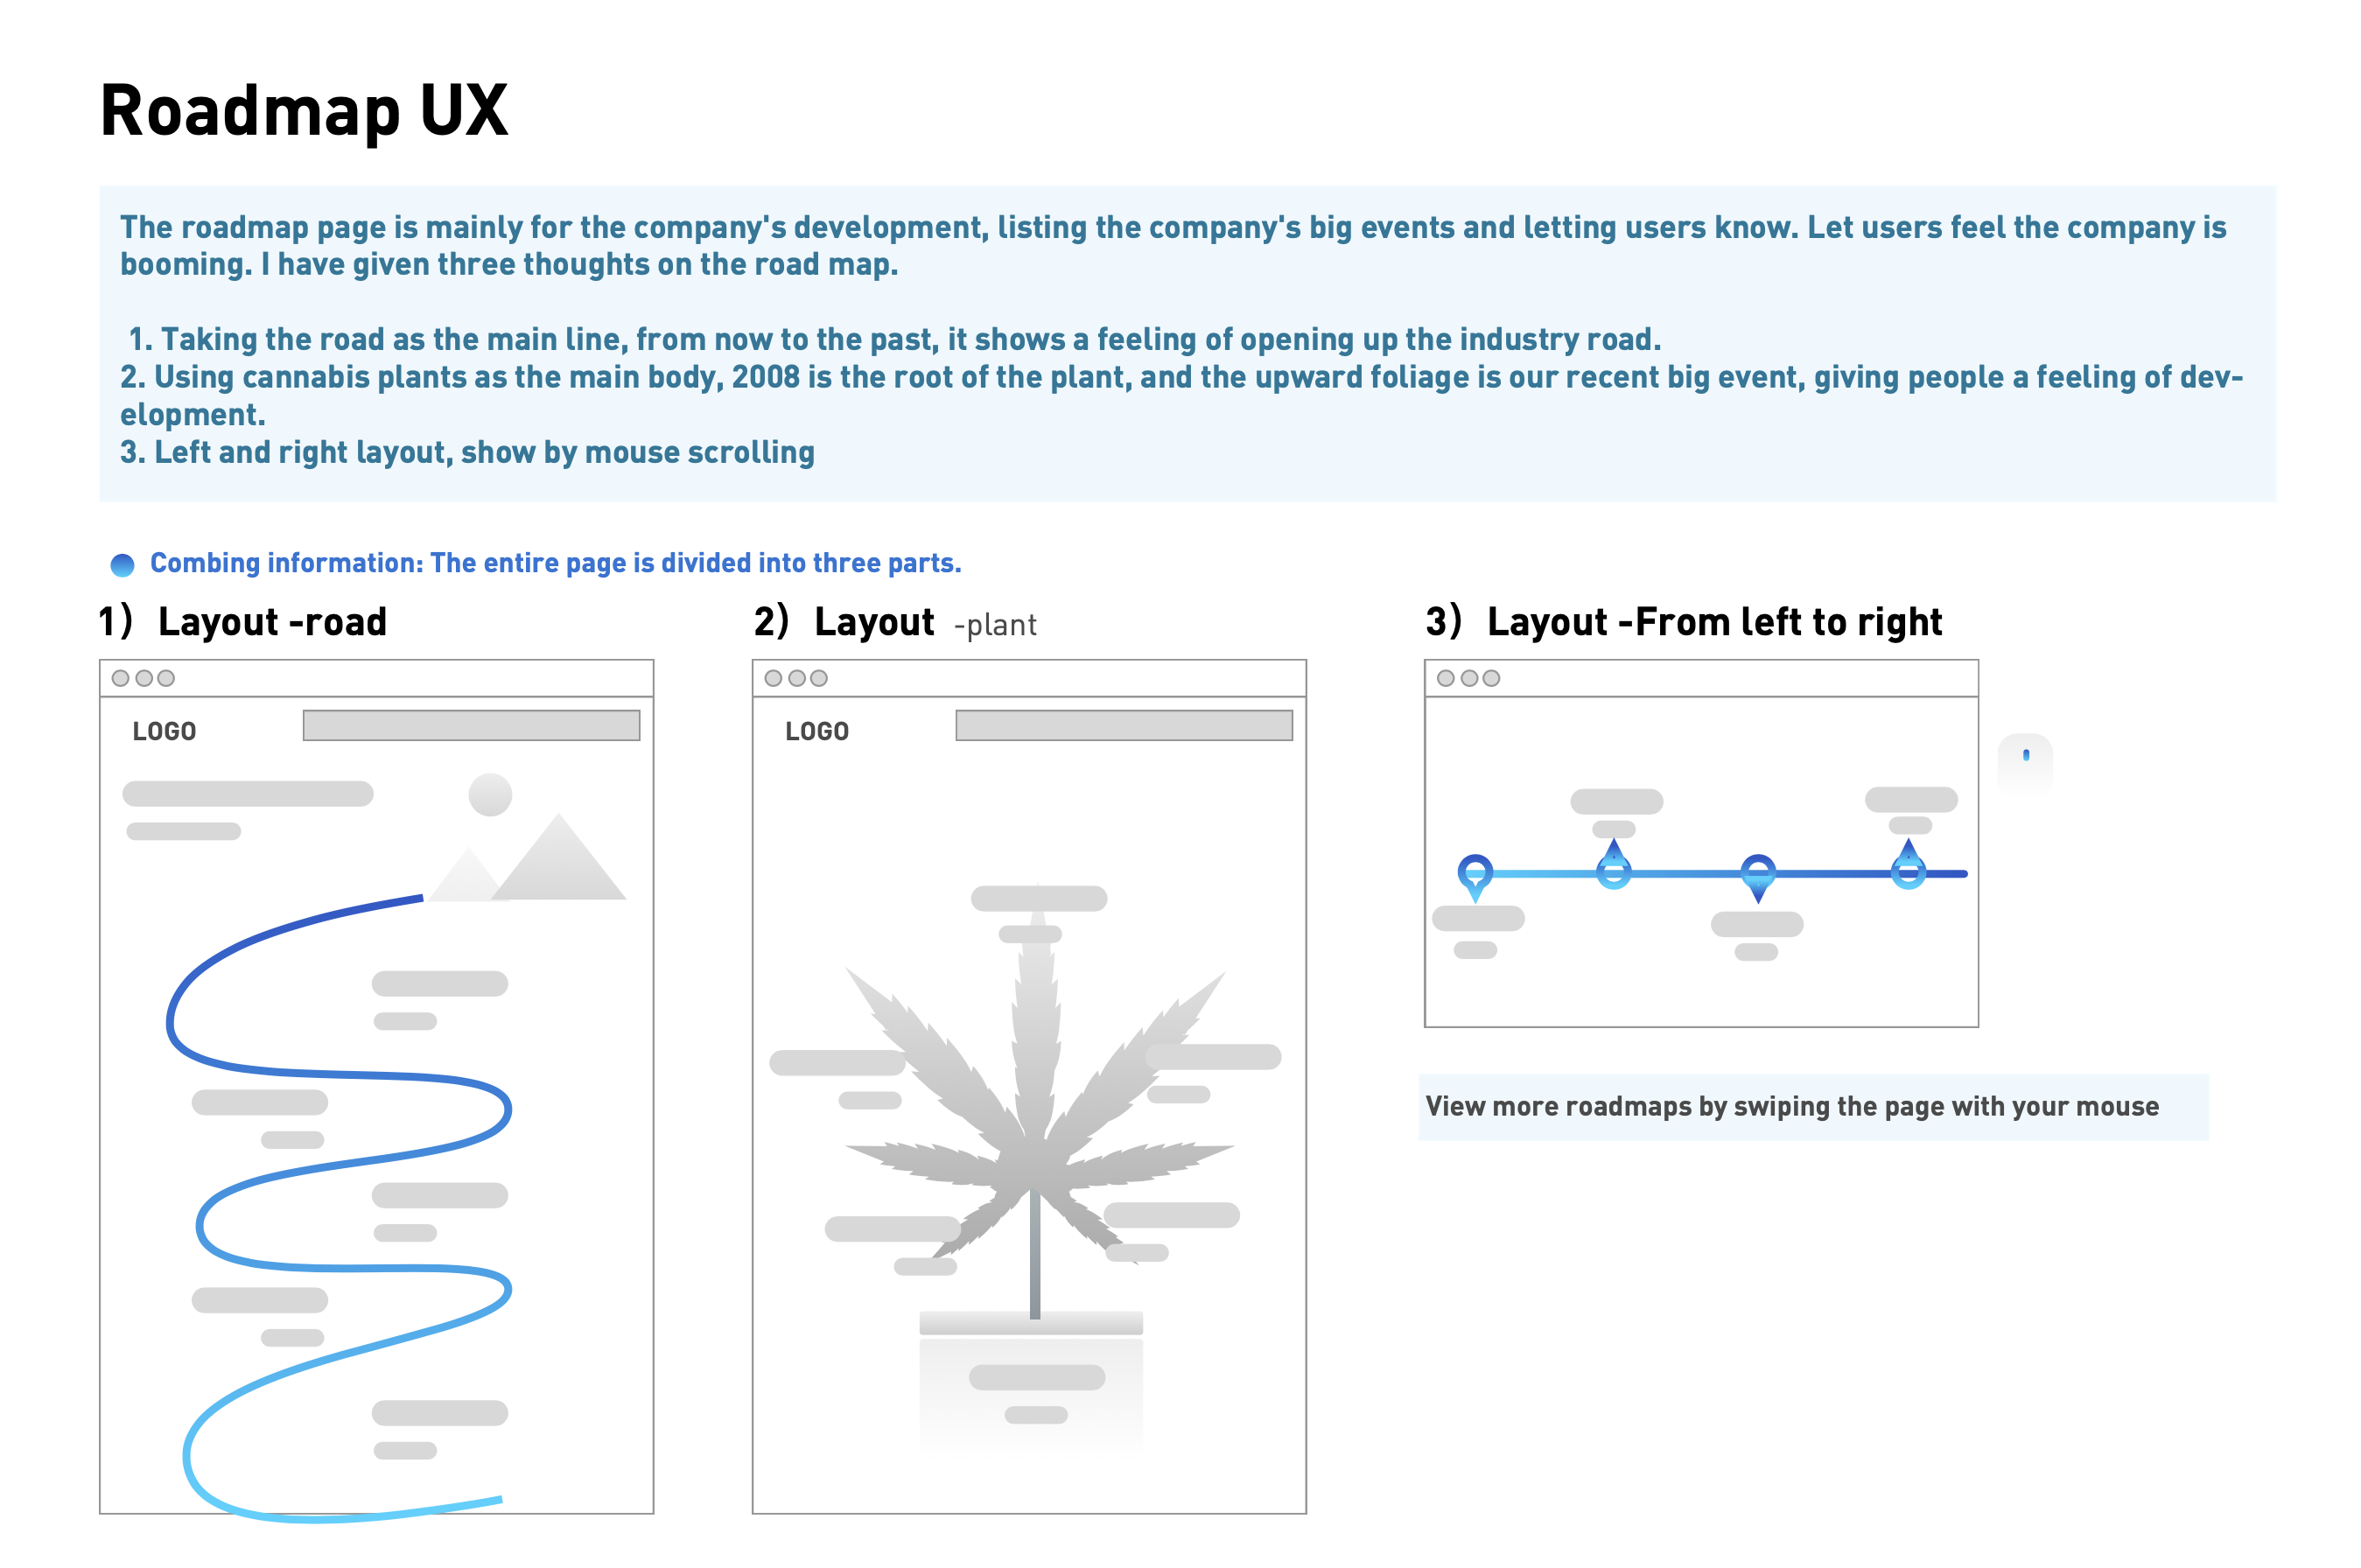 Roadmap UX
The roadmap page is mainly for the company's development, listing the company's big events and letting users know. Let users feel the company is
booming. I have given three thoughts on the road map.
1. Taking the road as the main line, from now to the past, it shows a feeling of opening up the industry road.
2. Using cannabis plants as the main body, 2008 is the root of the plant, and the upward foliage is our recent big event, giving people a feeling of dev-
elopment.
3. Left and right layout, show by mouse scrolling
Combing information: The entire page is divided into three parts.
1) Layout -road
2) Layout -plant
3) Layout -From left to right
LOGO
LOGO
View more roadmaps by swiping the page with your mouse